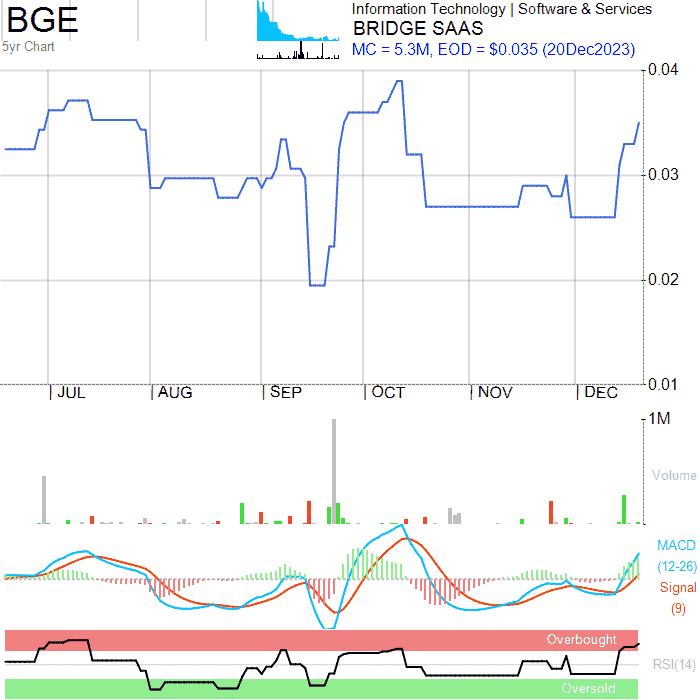 BGE
5yr Chart
Information Technology | Software & Services
BRIDGE SAAS
MC = 5.3M, EOD = $0.035 (20Dec2023)
0.04
0.03
0.02
0.01
JUL
AUG
SEP
OCT
NOV
DEC
1M
Volume
MACD
(12-26)
Signal
(9)
Overbought
RSI(14)
Oversold